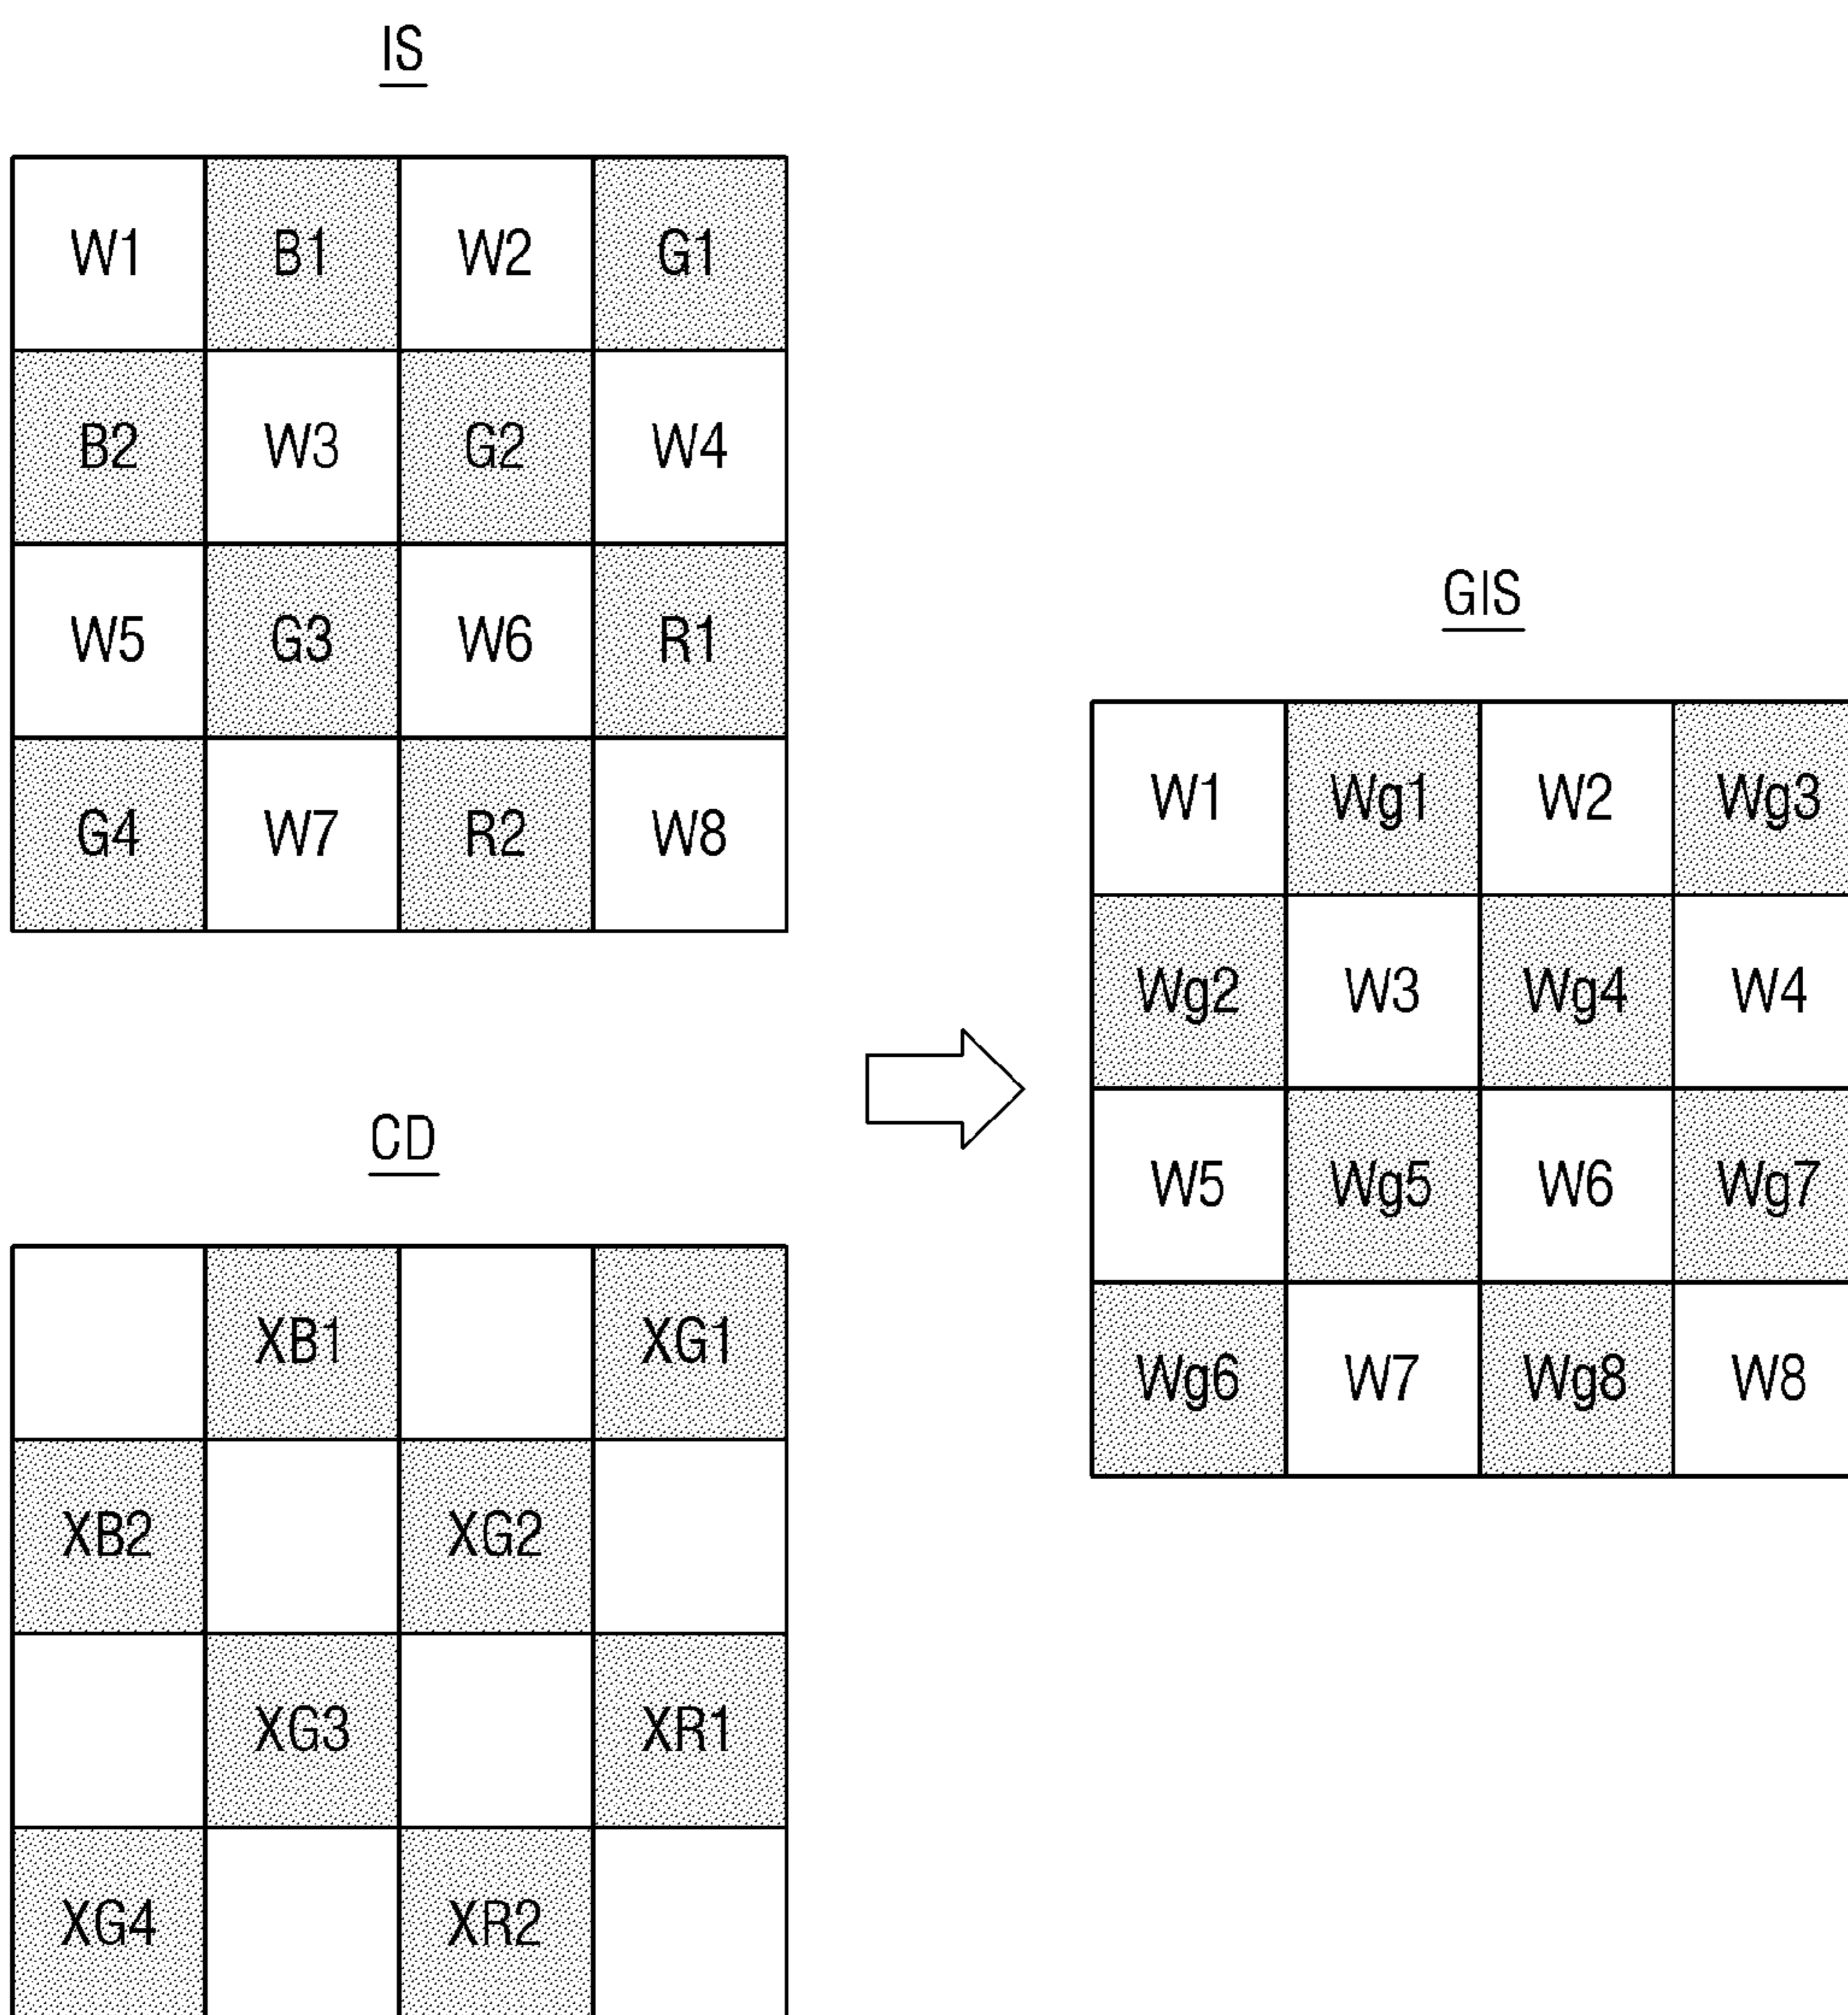 IS
W1 B1 W2 G1
B2 W3 G2 W4
W5 G3 W6 R1
G4 W7 R2 W8
CD
XB1 XG1
XB2 XG2
XG3 XR1
XG4 XR2
GIS
W1 Wg1 W2 Wg3
Wg2 W3 Wg4 W4
W5 Wg5 W6 Wg7
Wg6 W7 Wg8 W8